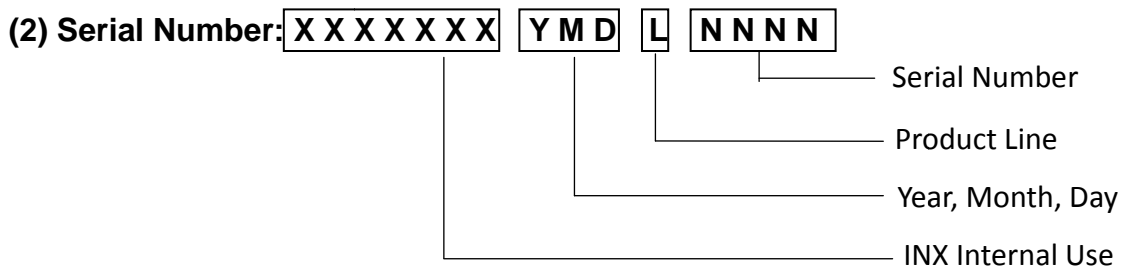 (2) Serial Number: X X X X X X X Y M D L N N N N
Serial Number
Product Line
Year, Month, Day
INX Internal Use